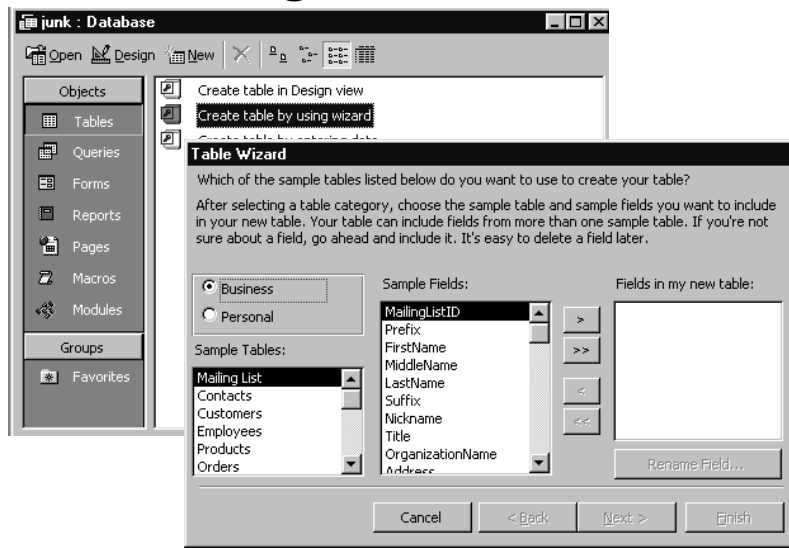 junk : Database
Open Design New
Objects
Tables
Queries
Forms
Reports
Pages
Macros
Modules
Groups
Favorites
Create table in Design view
Create table by using wizard
Create table by entering data
Table Wizard
Which of the sample tables listed below do you want to use to create your table?
After selecting a table category, choose the sample table and sample fields you want to include
in your new table. Your table can include fields from more than one sample table. If you're not
sure about a field, go ahead and include it. It's easy to delete a field later.
Business
Personal
Sample Tables:
Mailing List
Contacts
Customers
Employees
Products
Orders
Sample Fields:
MailingListID
Prefix
FirstName
MiddleName
LastName
Suffix
Nickname
Title
OrganizationName
Address
>
>>
<
<<
Fields in my new table:
Rename Field...
Cancel
< Back
Next >
Finish